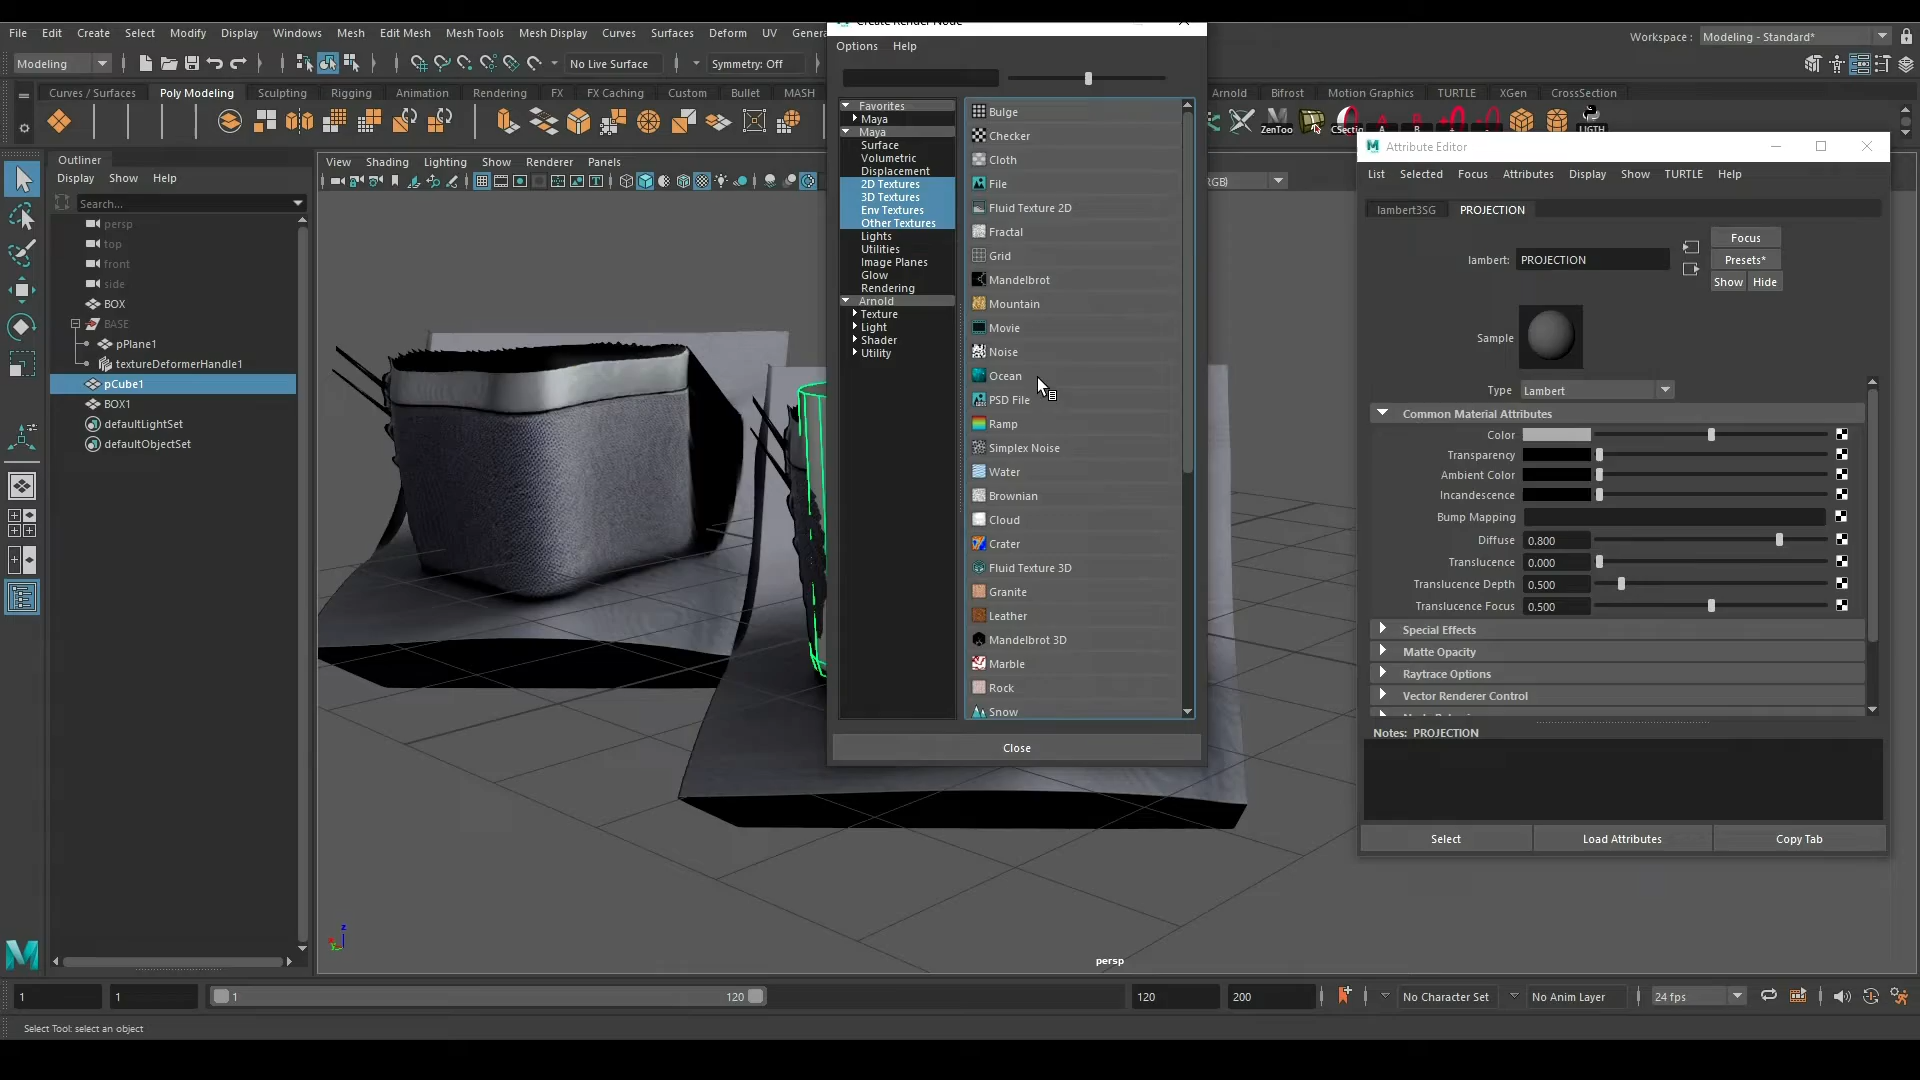 Create Render Node
File Edit Create Select Modify Display Windows Mesh Edit Mesh Mesh Tools Mesh Display Curves Surfaces Deform UV Genera
Workspace : Modeling - Standard*
Options Help
Modeling No Live Surface Symmetry: Off
Curves / Surfaces Poly Modeling Sculpting Rigging Animation Rendering FX FX Caching Custom Bullet MASH
Arnold Bifrost Motion Graphics TURTLE XGen CrossSection
ZenToo CSectio A B LIGTH
Outliner
Display Show Help
Search...
persp
top
front
side
BOX
BASE
pPlane1
textureDeformerHandle1
pCube1
BOX1
defaultLightSet
defaultObjectSet
View Shading Lighting Show Renderer Panels
Favorites
Maya
Maya
Surface
Volumetric
Displacement
2D Textures
3D Textures
Env Textures
Other Textures
Lights
Utilities
Image Planes
Glow
Rendering
Arnold
Texture
Light
Shader
Utility
Bulge
Checker
Cloth
File
Fluid Texture 2D
Fractal
Grid
Mandelbrot
Mountain
Movie
Noise
Ocean
PSD File
Ramp
Simplex Noise
Water
Brownian
Cloud
Crater
Fluid Texture 3D
Granite
Leather
Mandelbrot 3D
Marble
Rock
Snow
Close
GB)
Attribute Editor
List Selected Focus Attributes Display Show TURTLE Help
lambert3SG PROJECTION
lambert: PROJECTION
Focus
Presets*
Show Hide
Sample
Type Lambert
Common Material Attributes
Color
Transparency
Ambient Color
Incandescence
Bump Mapping
Diffuse 0.800
Translucence 0.000
Translucence Depth 0.500
Translucence Focus 0.500
Special Effects
Matte Opacity
Raytrace Options
Vector Renderer Control
Notes: PROJECTION
Select Load Attributes Copy Tab
z
persp
1 1 1 120 120 200 No Character Set No Anim Layer 24 fps
Select Tool: select an object